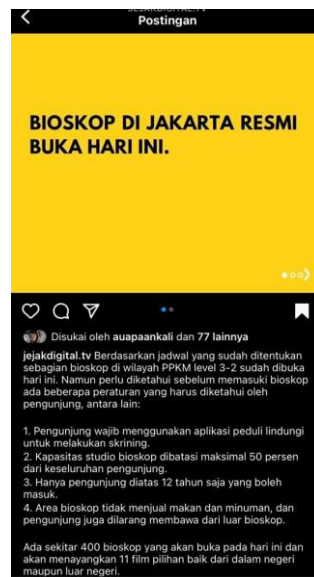 Postingan
BIOSKOP DI JAKARTA RESMI
BUKA HARI INI.
Disukai oleh auapaankali dan 77 lainnya
jejakdigital.tv Berdasarkan jadwal yang sudah ditentukan
sebagian bioskop di wilayah PPKM level 3-2 sudah dibuka
hari ini. Namun perlu diketahui sebelum memasuki bioskop
ada beberapa peraturan yang harus diketahui oleh
pengunjung, antara lain:
1. Pengunjung wajib menggunakan aplikasi peduli lindungi
untuk melakukan skrining.
2. Kapasitas studio bioskop dibatasi maksimal 50 persen
dari keseluruhan pengunjung.
3. Hanya pengunjung diatas 12 tahun saja yang boleh
masuk.
4. Area bioskop tidak menjual makan dan minuman, dan
pengunjung juga dilarang membawa dari luar bioskop.
Ada sekitar 400 bioskop yang akan buka pada hari ini dan
akan menayangkan 11 film pilihan baik dari dalam negeri
maupun luar negeri.